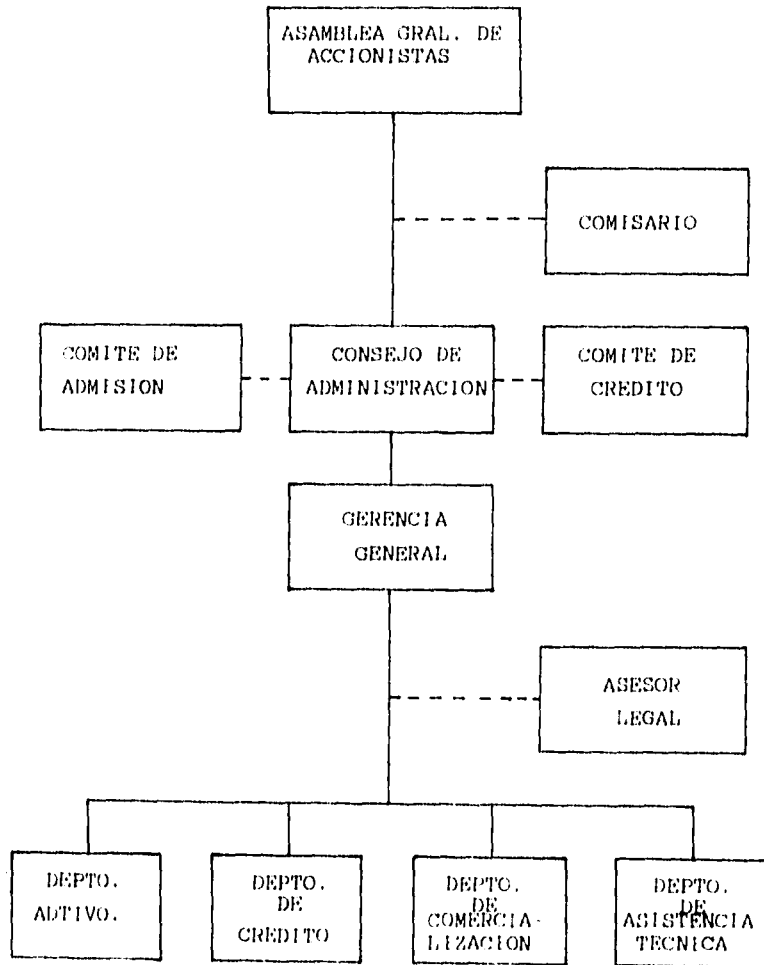 ASAMBLEA GRAL. DE
ACCIONISTAS
COMISARIO
COMITE DE
ADMISION
CONSEJO DE
ADMINISTRACION
COMITE DE
CREDITO
GERENCIA
GENERAL
ASESOR
LEGAL
DEPTO.
ADTIVO.
DEPTO.
DE
CREDITO
DEPTO.
DE
COMERCIA-
LIZACION
DEPTO.
DE
ASISTENCIA
TECNICA